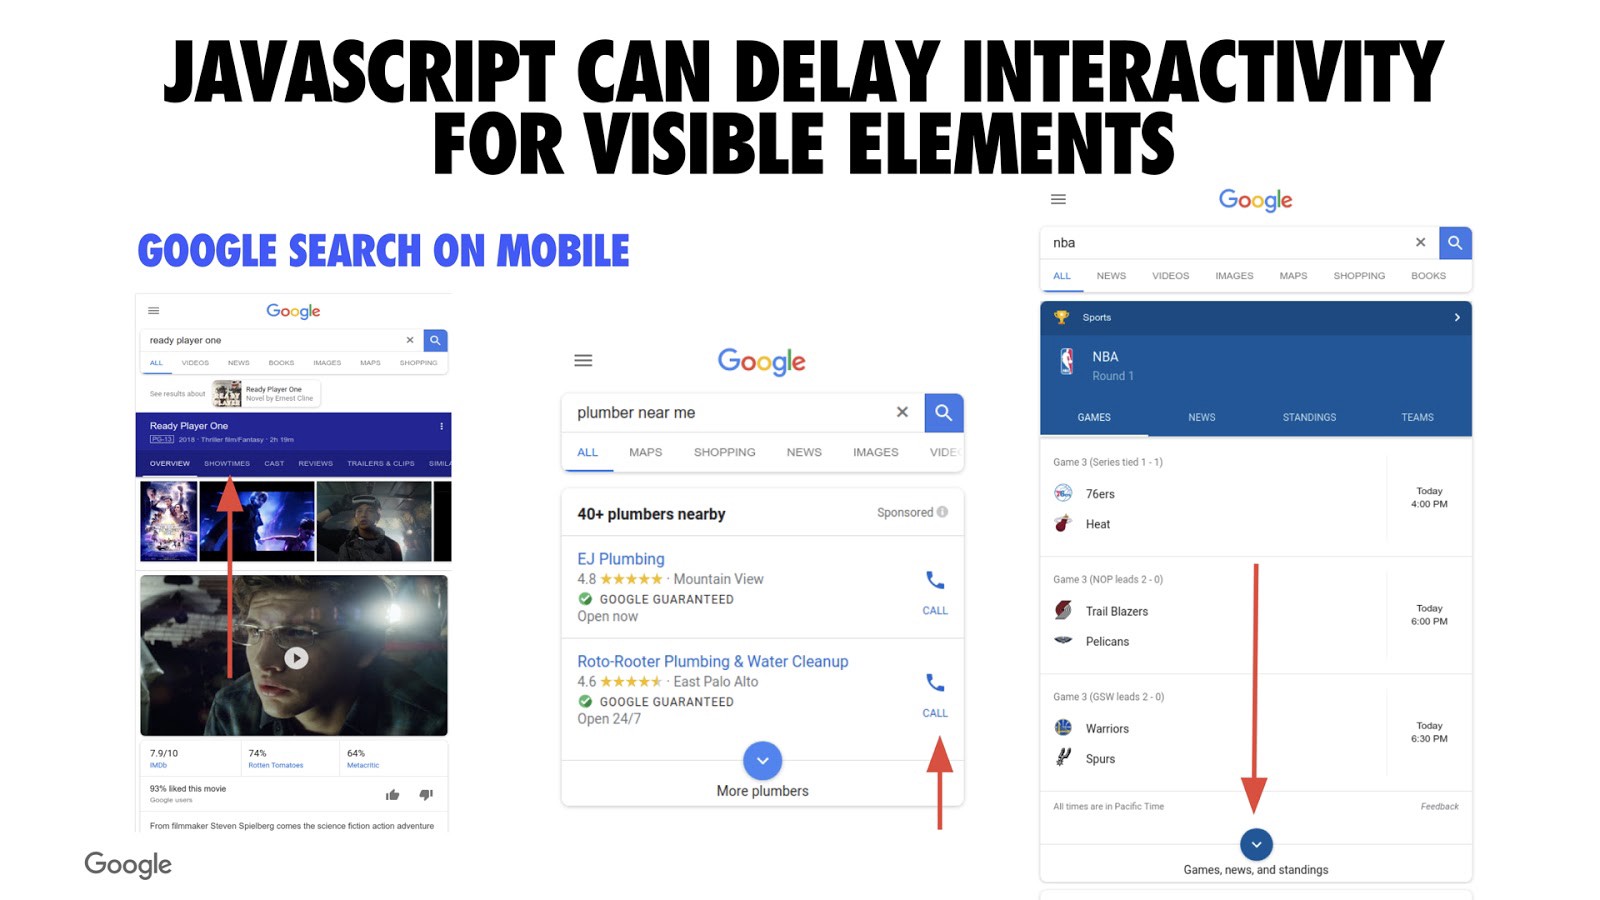 JAVASCRIPT CAN DELAY INTERACTIVITY
FOR VISIBLE ELEMENTS
GOOGLE SEARCH ON MOBILE
Google
ready player one
ALL VIDEOS NEWS BOOKS IMAGES MAPS SHOPPING
See results about
Ready Player One
Novel by Ernest Cline
Ready Player One
PG-13 2018 · Thriller film/Fantasy · 2h 19m
OVERVIEW SHOWTIMES CAST REVIEWS TRAILERS & CLIPS SIMILA
7.9/10 74% 64%
IMDb Rotten Tomatoes Metacritic
93% liked this movie
Google users
From filmmaker Steven Spielberg comes the science fiction action adventure
Google
plumber near me
ALL MAPS SHOPPING NEWS IMAGES VIDE
40+ plumbers nearby Sponsored
EJ Plumbing
4.8 · Mountain View
GOOGLE GUARANTEED
Open now
CALL
Roto-Rooter Plumbing & Water Cleanup
4.6 · East Palo Alto
GOOGLE GUARANTEED
Open 24/7
CALL
More plumbers
Google
nba
ALL NEWS VIDEOS IMAGES MAPS SHOPPING BOOKS
Sports
NBA
Round 1
GAMES NEWS STANDINGS TEAMS
Game 3 (Series tied 1 - 1)
76ers
Heat
Today
4:00 PM
Game 3 (NOP leads 2 - 0)
Trail Blazers
Pelicans
Today
6:00 PM
Game 3 (GSW leads 2 - 0)
Warriors
Spurs
Today
6:30 PM
All times are in Pacific Time Feedback
Games, news, and standings
Google